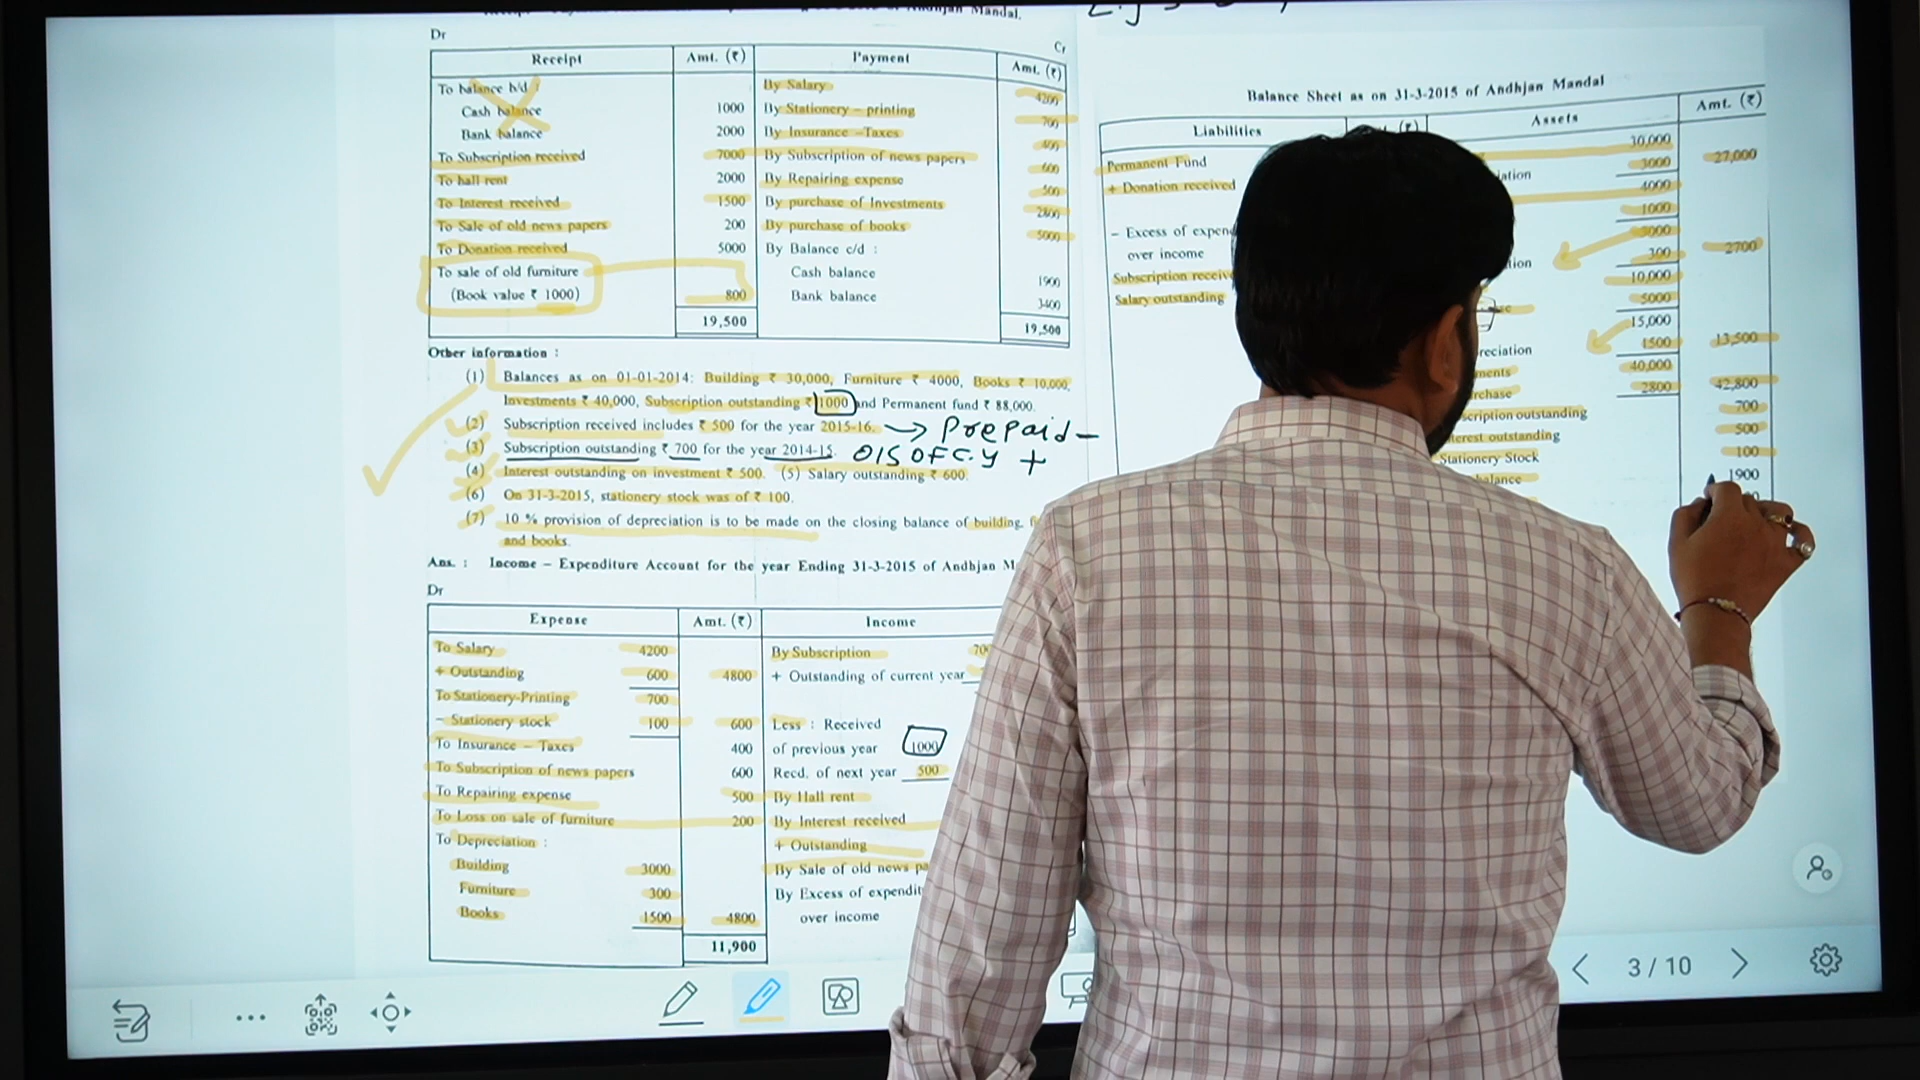 Dr
Cr
Receipt Amt. (₹) Payment Amt. (₹)
To balance b/d : By Salary 4200
Cash balance 1000 By Stationery – printing 700
Bank balance 2000 By Insurance – Taxes 400
To Subscription received 7000 By Subscription of news papers 600
To hall rent 2000 By Repairing expense 500
To Interest received 1500 By purchase of Investments 2800
To Sale of old news papers 200 By purchase of books 5000
To Donation received 5000 By Balance c/d :
To sale of old furniture Cash balance 1900
(Book value ₹ 1000) 800 Bank balance 3400
19,500 19,500
Other information :
(1) Balances as on 01-01-2014: Building ₹ 30,000, Furniture ₹ 4000, Books ₹ 10,000,
Investments ₹ 40,000, Subscription outstanding ₹ 1000 and Permanent fund ₹ 88,000.
(2) Subscription received includes ₹ 500 for the year 2015-16. → Prepaid –
(3) Subscription outstanding ₹ 700 for the year 2014-15. O/S OF C.Y +
(4) Interest outstanding on investment ₹ 500. (5) Salary outstanding ₹ 600.
(6) On 31-3-2015, stationery stock was of ₹ 100.
(7) 10 % provision of depreciation is to be made on the closing balance of building,
and books.
Ans. : Income – Expenditure Account for the year Ending 31-3-2015 of Andhjan
Dr
Expense Amt. (₹) Income
To Salary 4200 By Subscription
+ Outstanding 600 4800 + Outstanding of current year
To Stationery-Printing 700
– Stationery stock 100 600 Less : Received
To Insurance – Taxes 400 of previous year 1000
To Subscription of news papers 600 Recd. of next year 500
To Repairing expense 500 By Hall rent
To Loss on sale of furniture 200 By Interest received
To Depreciation : + Outstanding
Building 3000 By Sale of old news
Furniture 300 By Excess of
Books 1500 4800 over income
11,900
Balance Sheet as on 31-3-2015 of Andhjan Mandal
Liabilities (₹) Assets Amt. (₹)
30,000
Permanent Fund 3000 27,000
+ Donation received 4000
1000
– Excess of 3000
over income 300 2700
Subscription 10,000
Salary outstanding 5000
15,000
1500 13,500
40,000
2800 42,800
outstanding 700
outstanding 500
Stationery Stock 100
1900
3 / 10